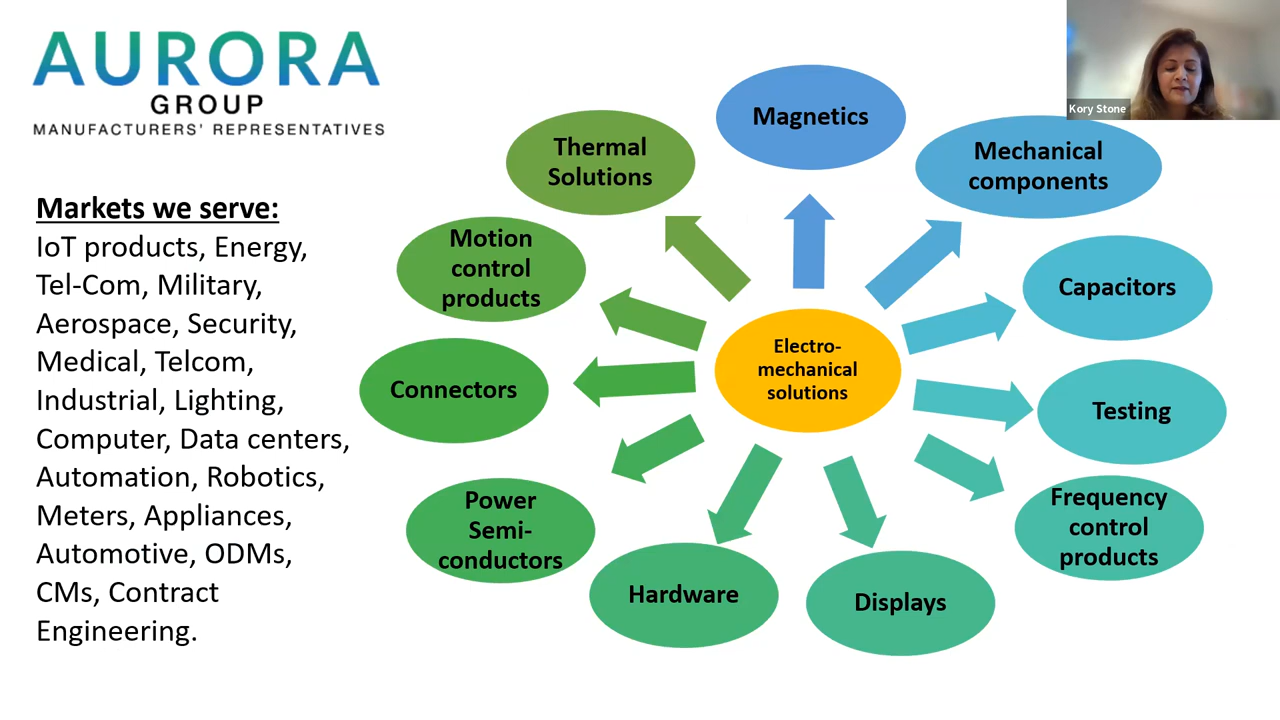 AURORA
GROUP
MANUFACTURERS' REPRESENTATIVES
Kory Stone
Markets we serve:
IoT products, Energy,
Tel-Com, Military,
Aerospace, Security,
Medical, Telcom,
Industrial, Lighting,
Computer, Data centers,
Automation, Robotics,
Meters, Appliances,
Automotive, ODMs,
CMs, Contract
Engineering.
Electro-
mechanical
solutions
Magnetics
Mechanical
components
Capacitors
Testing
Frequency
control
products
Displays
Hardware
Power
Semi-
conductors
Connectors
Motion
control
products
Thermal
Solutions